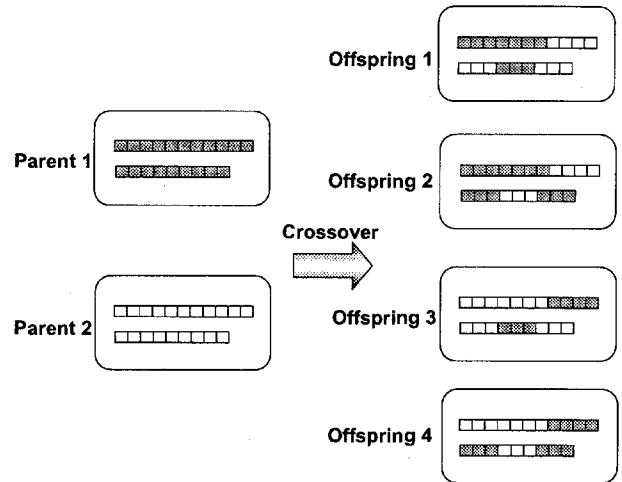 Offspring 1
Parent 1
Offspring 2
Crossover
Parent 2
Offspring 3
Offspring 4